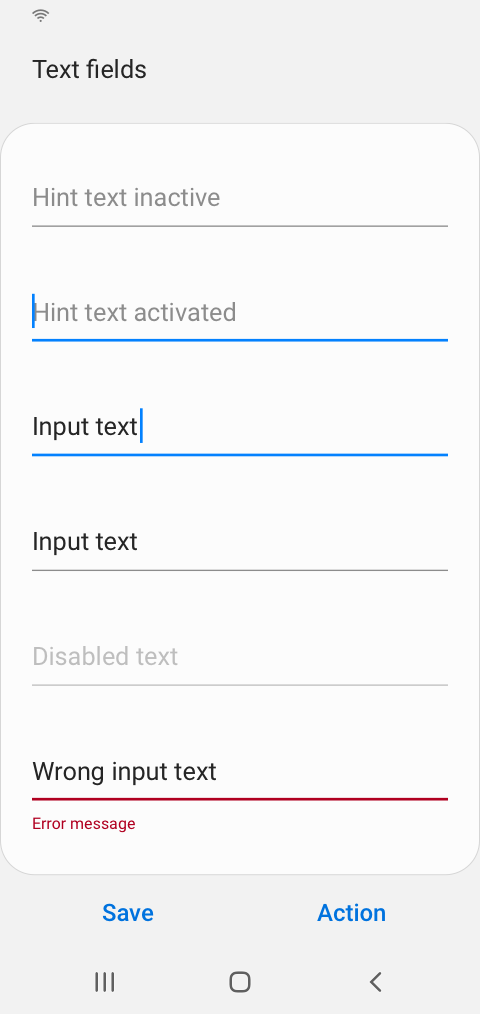 Text fields
Hint text inactive
Hint text activated
Input text
Input text
Disabled text
Wrong input text
Error message
Save Action